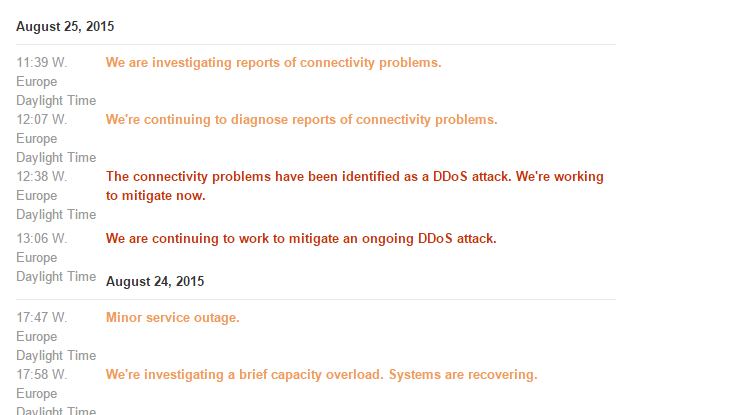 August 25, 2015
11:39 W. We are investigating reports of connectivity problems.
Europe
Daylight Time
12:07 W. We're continuing to diagnose reports of connectivity problems.
Europe
Daylight Time
12:38 W. The connectivity problems have been identified as a DDoS attack. We're working
Europe to mitigate now.
Daylight Time
13:06 W. We are continuing to work to mitigate an ongoing DDoS attack.
Europe
Daylight Time
August 24, 2015
17:47 W. Minor service outage.
Europe
Daylight Time
17:58 W. We're investigating a brief capacity overload. Systems are recovering.
Europe
Daylight Time